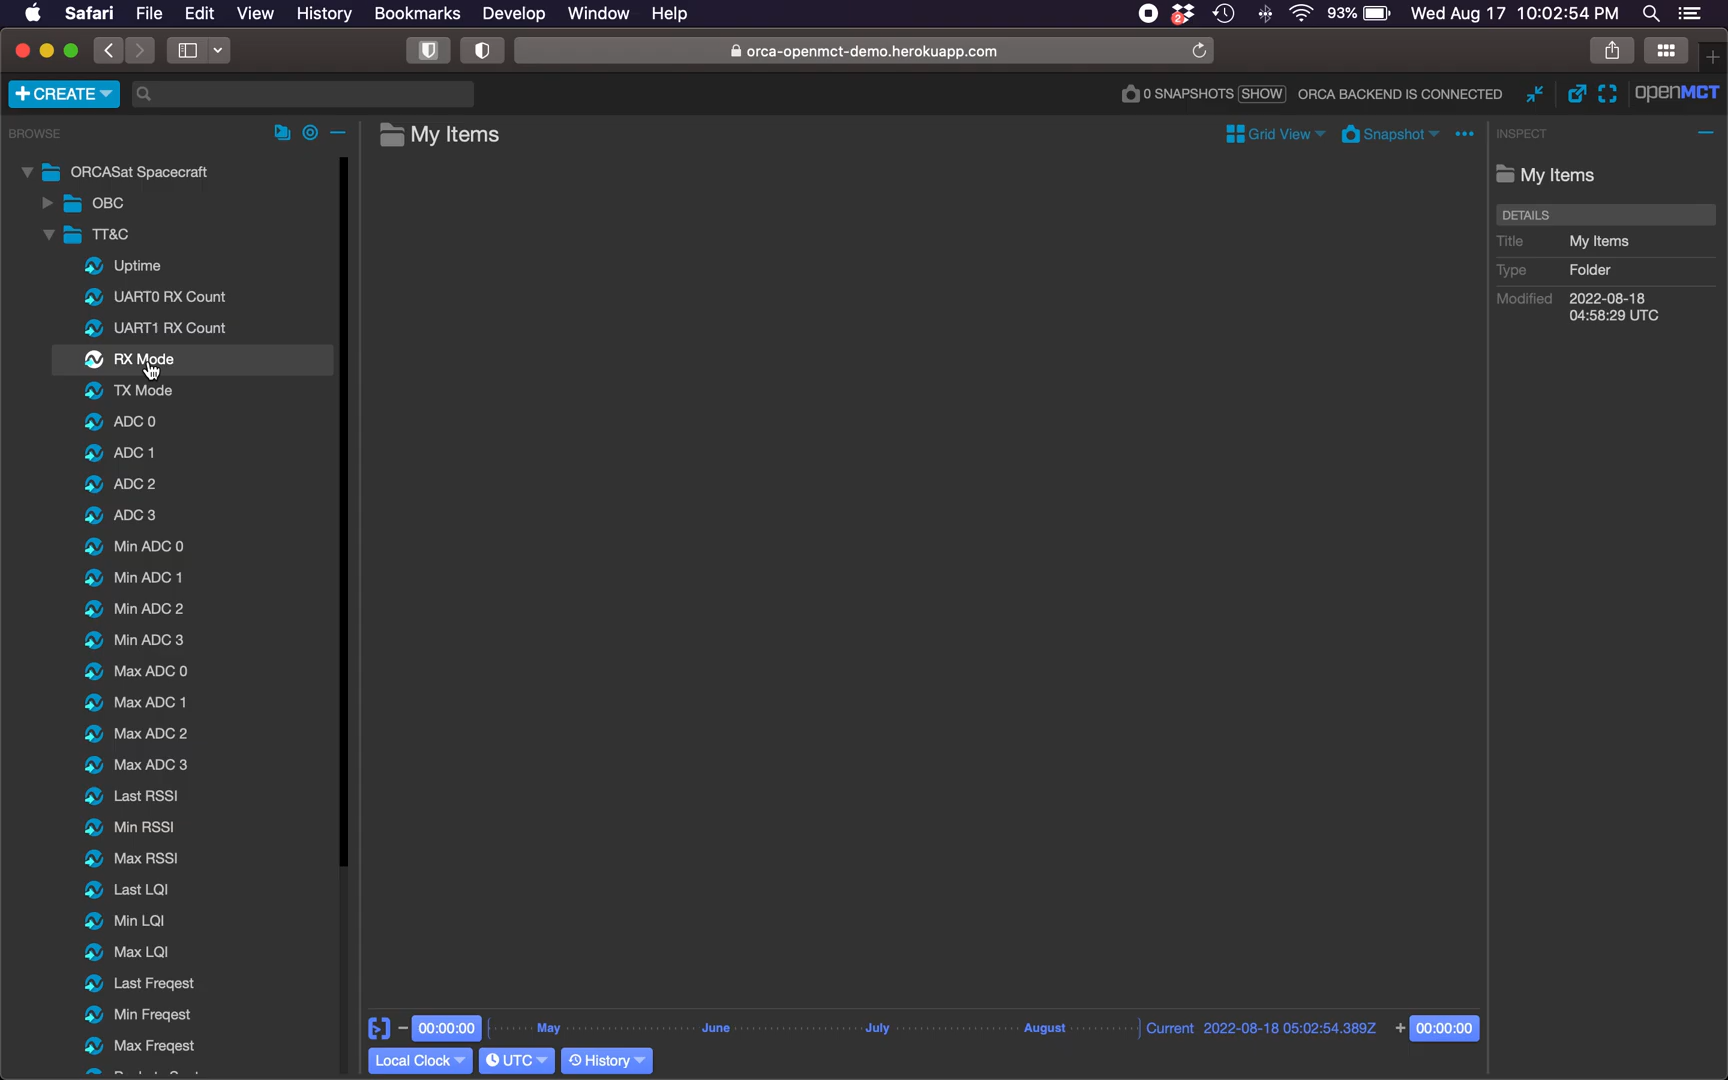 Safari File Edit View History Bookmarks Develop Window Help 2 93% Wed Aug 17 10:02:54 PM
orca-openmct-demo.herokuapp.com
+ CREATE 0 SNAPSHOTS SHOW ORCA BACKEND IS CONNECTED openMCT
BROWSE My Items Grid View Snapshot INSPECT
ORCASat Spacecraft
My Items
OBC
DETAILS
TT&C
Title My Items
Uptime
Type Folder
UART0 RX Count
Modified 2022-08-18
04:58:29 UTC
UART1 RX Count
RX Mode
TX Mode
ADC 0
ADC 1
ADC 2
ADC 3
Min ADC 0
Min ADC 1
Min ADC 2
Min ADC 3
Max ADC 0
Max ADC 1
Max ADC 2
Max ADC 3
Last RSSI
Min RSSI
Max RSSI
Last LQI
Min LQI
Max LQI
Last Freqest
Min Freqest
Max Freqest
- 00:00:00 May June July August Current 2022-08-18 05:02:54.389Z + 00:00:00
Local Clock UTC History